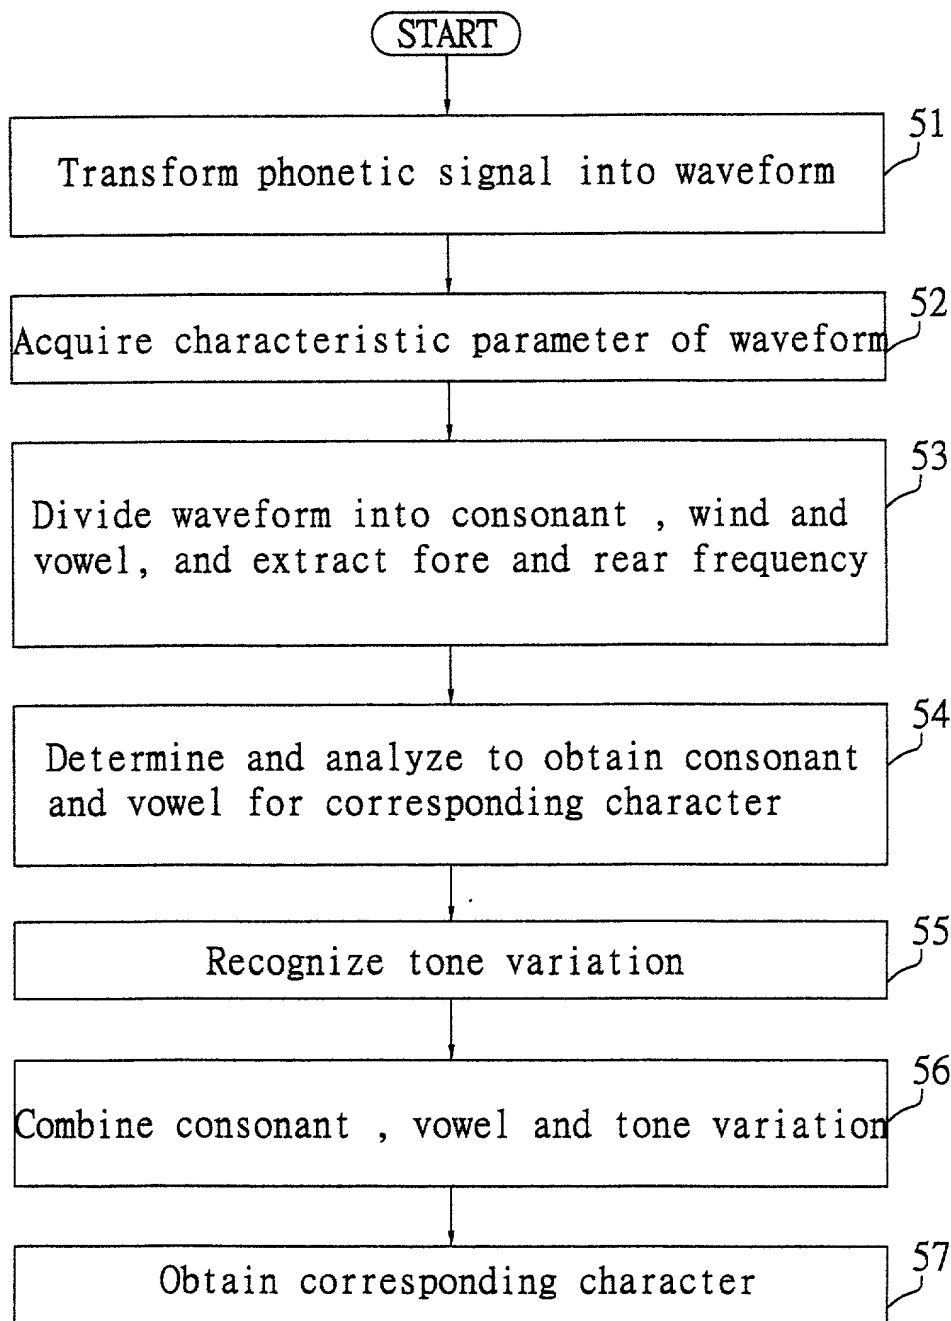 START
51
Transform phonetic signal into waveform
52
Acquire characteristic parameter of waveform
53
Divide waveform into consonant , wind and
vowel, and extract fore and rear frequency
54
Determine and analyze to obtain consonant
and vowel for corresponding character
55
Recognize tone variation
56
Combine consonant , vowel and tone variation
57
Obtain corresponding character